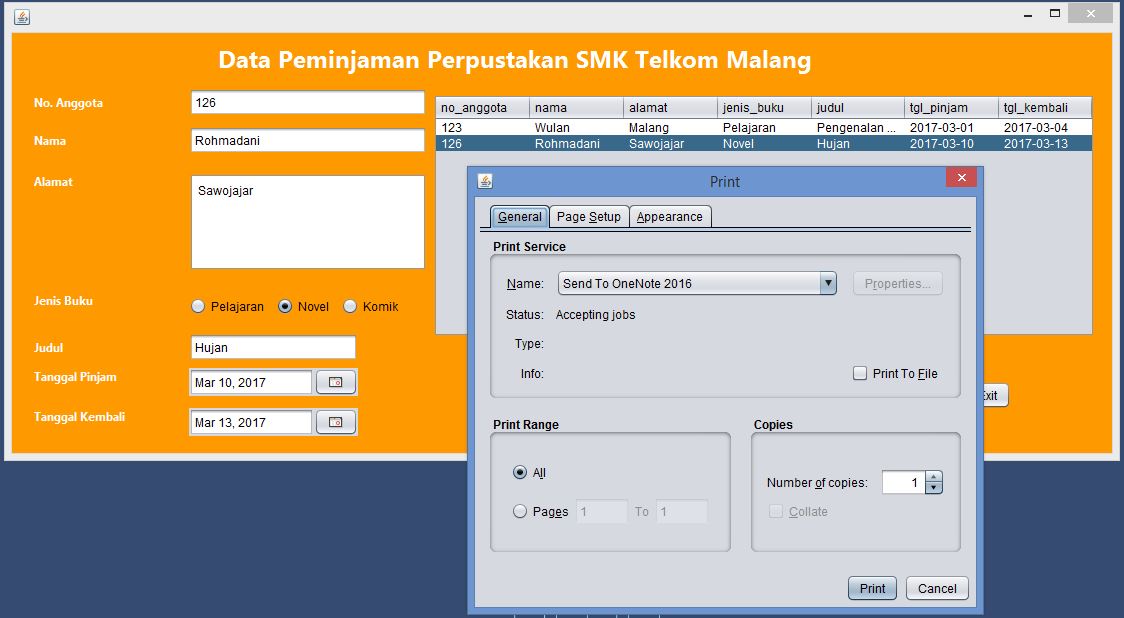 Data Peminjaman Perpustakan SMK Telkom Malang
No. Anggota 126
Nama Rohmadani
Alamat Sawojajar
Jenis Buku Pelajaran Novel Komik
Judul Hujan
Tanggal Pinjam Mar 10, 2017
Tanggal Kembali Mar 13, 2017
no_anggota nama alamat jenis_buku judul tgl_pinjam tgl_kembali
123 Wulan Malang Pelajaran Pengenalan ... 2017-03-01 2017-03-04
126 Rohmadani Sawojajar Novel Hujan 2017-03-10 2017-03-13
Print
General Page Setup Appearance
Print Service
Name: Send To OneNote 2016 Properties...
Status: Accepting jobs
Type:
Info: Print To File
Print Range
All
Pages 1 To 1
Copies
Number of copies: 1
Collate
Print Cancel
Exit